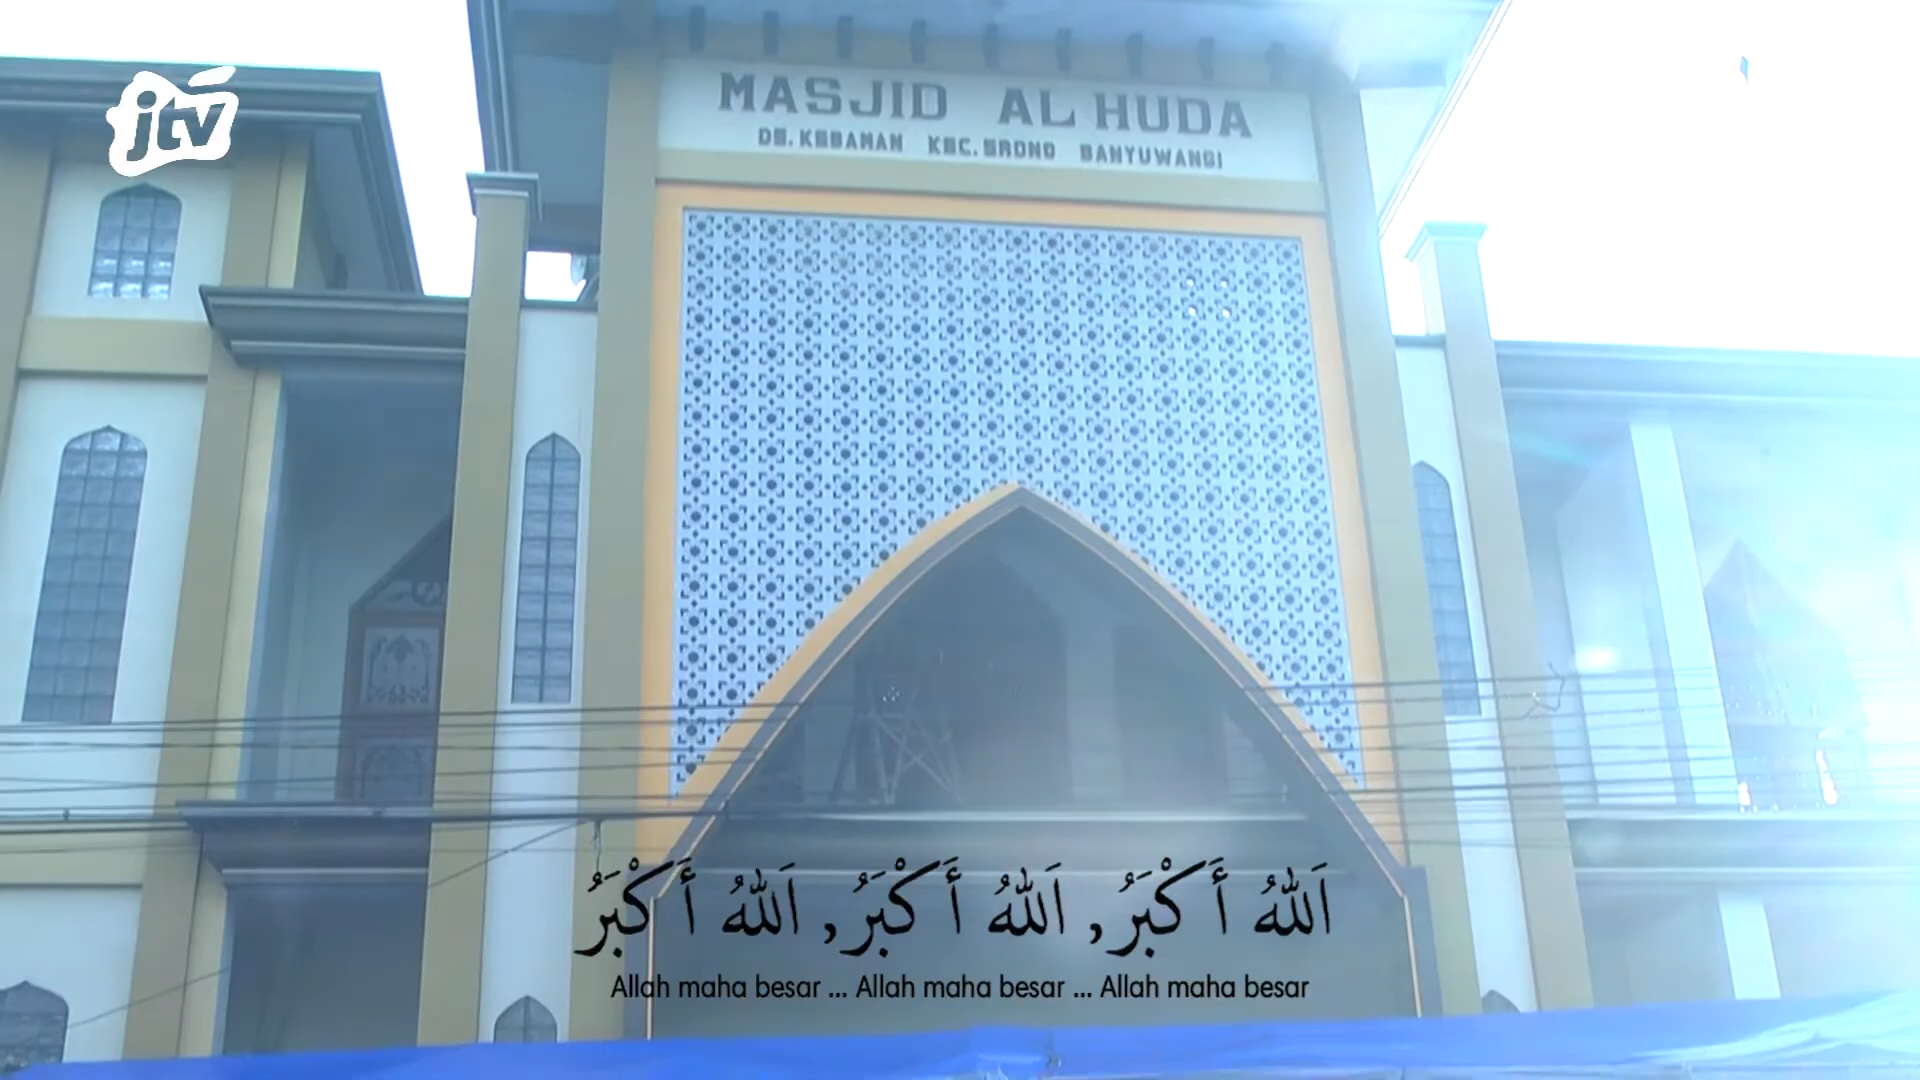 jtv
MASJID AL HUDA
DS. KEBAMAN KEC. SRONO BANYUWANGI
اَللهُ أَكْبَرُ, اَللهُ أَكْبَرُ, اَللهُ أَكْبَرُ
Allah maha besar ... Allah maha besar ... Allah maha besar